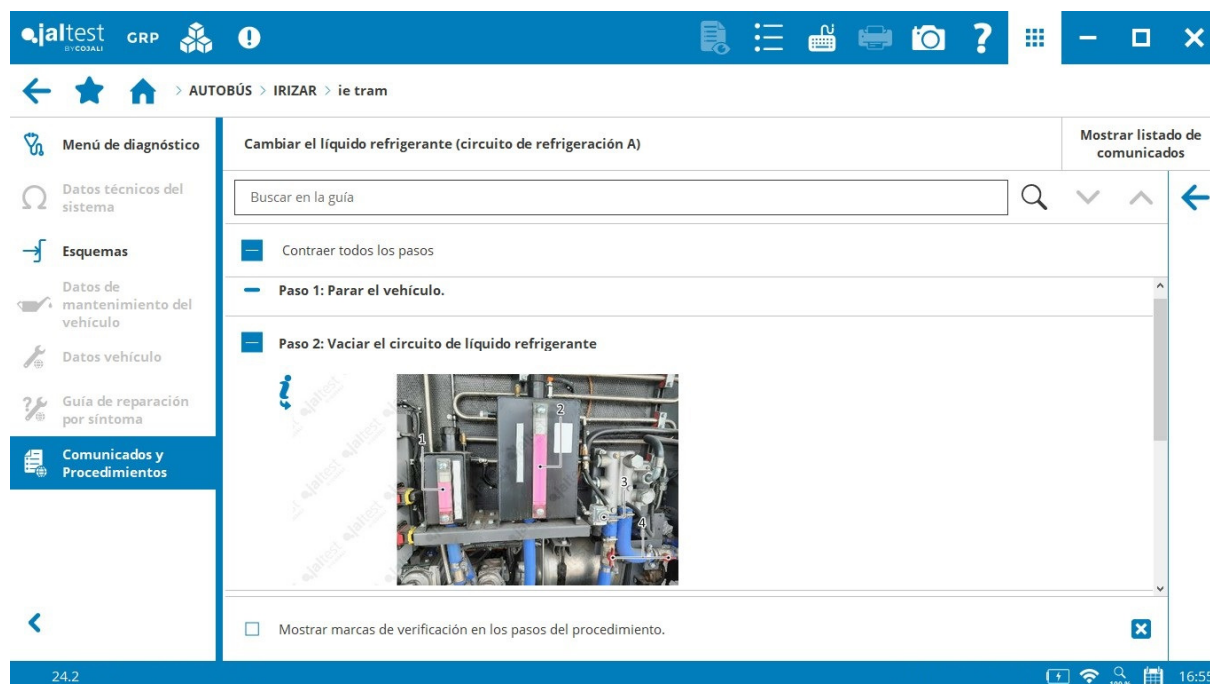 jaltest
BY COJALI
GRP
AUTOBÚS > IRIZAR > ie tram
Menú de diagnóstico
Datos técnicos del
sistema
Esquemas
Datos de
mantenimiento del
vehículo
Datos vehículo
Guía de reparación
por síntoma
Comunicados y
Procedimientos
Cambiar el líquido refrigerante (circuito de refrigeración A)
Mostrar listado de
comunicados
Buscar en la guía
Contraer todos los pasos
Paso 1: Parar el vehículo.
Paso 2: Vaciar el circuito de líquido refrigerante
1
2
3
4
jaltest
jaltest
jaltest
Mostrar marcas de verificación en los pasos del procedimiento.
24.2
100 %
16:55